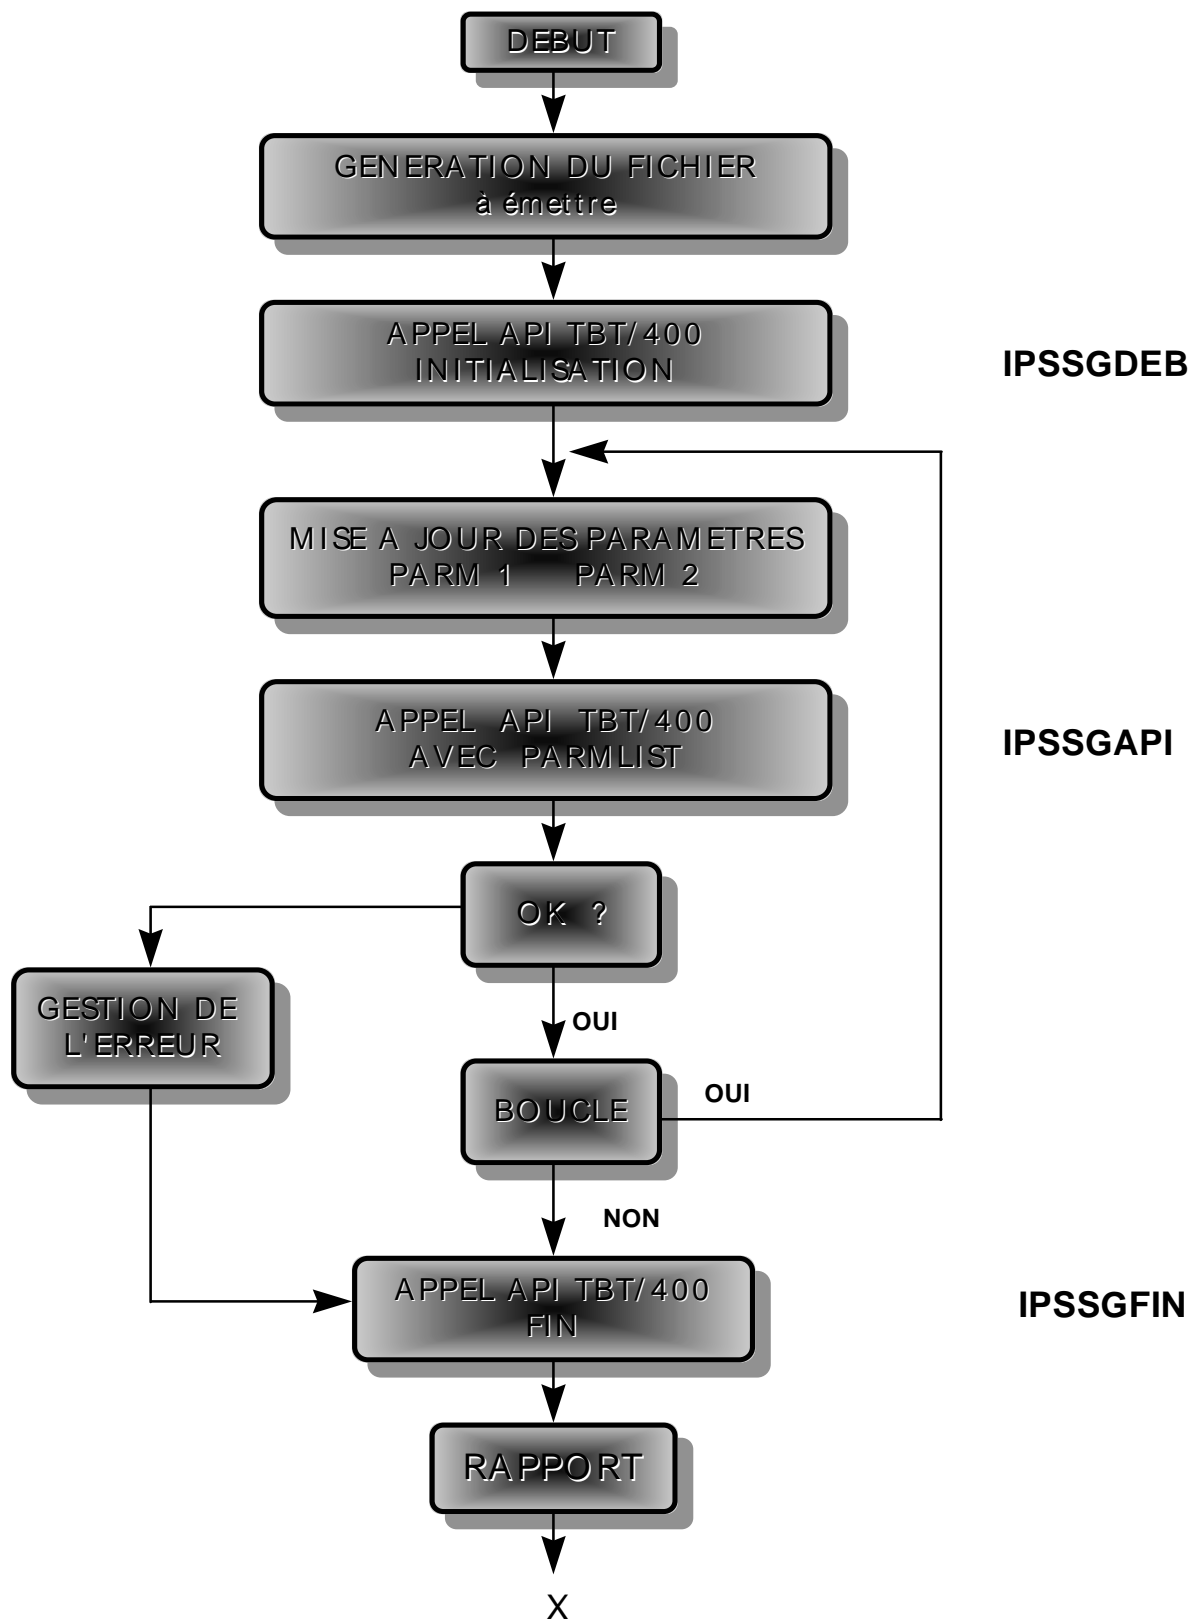 DEBUT
GENERATION DU FICHIER
à émettre
APPEL API TBT/400
INITIALISATION
IPSSGDEB
MISE A JOUR DES PARAMETRES
PARM 1 PARM 2
APPEL API TBT/400
AVEC PARMLIST
IPSSGAPI
OK ?
GESTION DE
L'ERREUR
OUI
BOUCLE
OUI
NON
APPEL API TBT/400
FIN
IPSSGFIN
RAPPORT
X